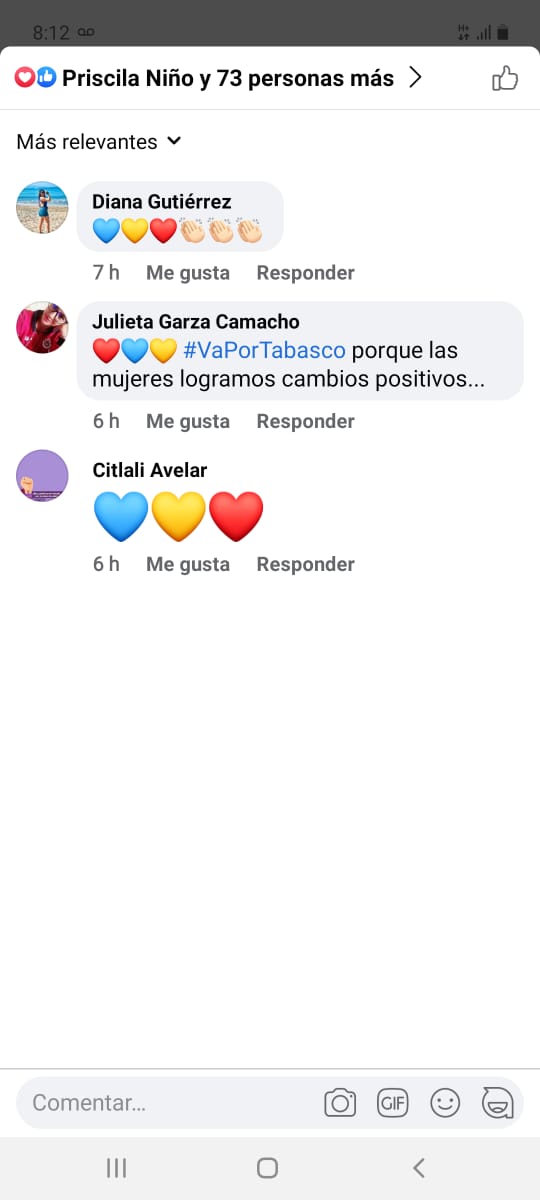 8:12
Priscila Niño y 73 personas más
Más relevantes
Diana Gutiérrez
💙💛❤️👏🏻👏🏻👏🏻
7 h Me gusta Responder
Julieta Garza Camacho
❤️💙💛 #VaPorTabasco porque las
mujeres logramos cambios positivos...
6 h Me gusta Responder
Citlali Avelar
💙💛❤️
6 h Me gusta Responder
Comentar...
GIF